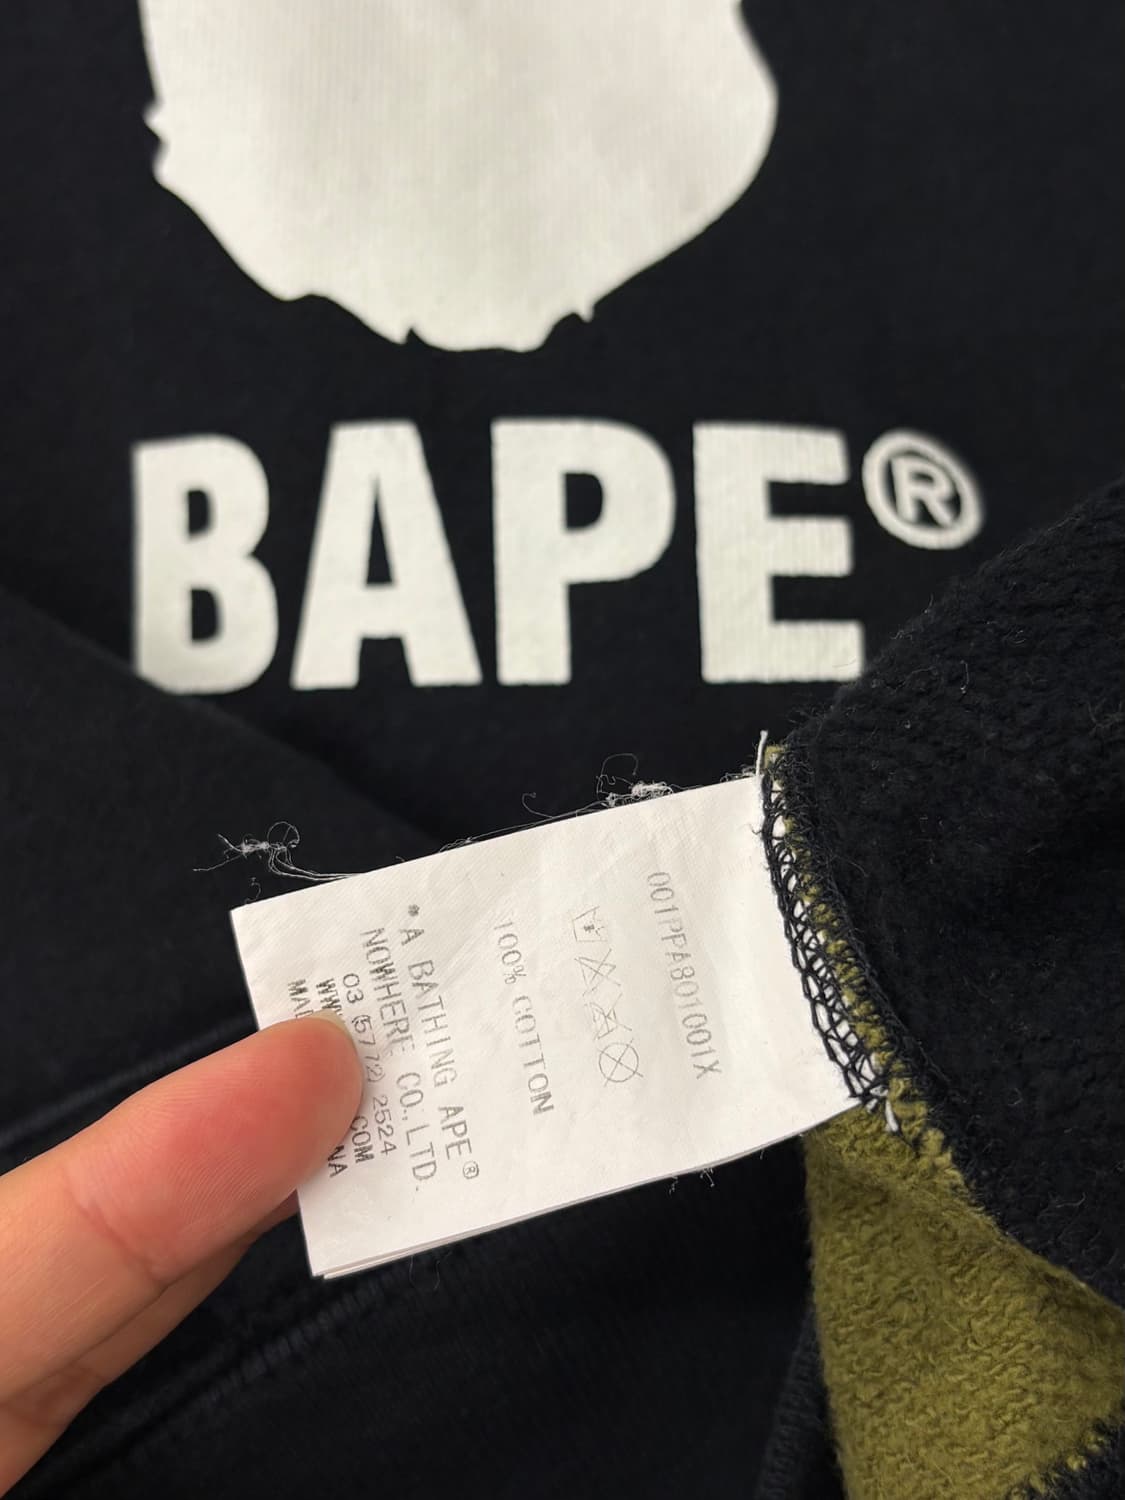 BAPE®
001PPA801001X
100% COTTON
*A BATHING APE®
NOWHERE CO.,LTD.
03 (5772) 2524